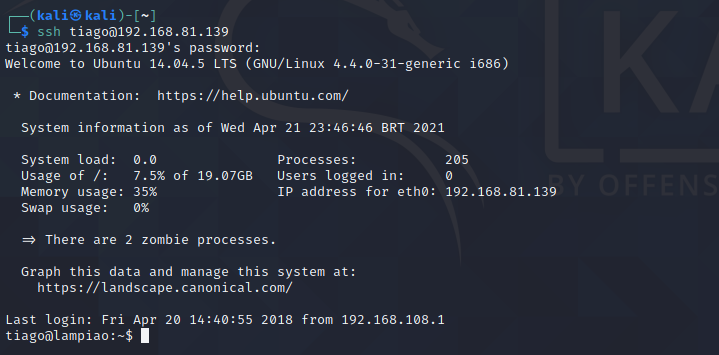 ┌──(kali㉿kali)-[~]
└─$ ssh tiago@192.168.81.139
tiago@192.168.81.139's password:
Welcome to Ubuntu 14.04.5 LTS (GNU/Linux 4.4.0-31-generic i686)
* Documentation:  https://help.ubuntu.com/
System information as of Wed Apr 21 23:46:46 BRT 2021
System load:  0.0               Processes:           205
Usage of /:   7.5% of 19.07GB   Users logged in:     0
Memory usage: 35%               IP address for eth0: 192.168.81.139
Swap usage:   0%
=> There are 2 zombie processes.
Graph this data and manage this system at:
https://landscape.canonical.com/
Last login: Fri Apr 20 14:40:55 2018 from 192.168.108.1
tiago@lampiao:~$
KA
BY OFFENS